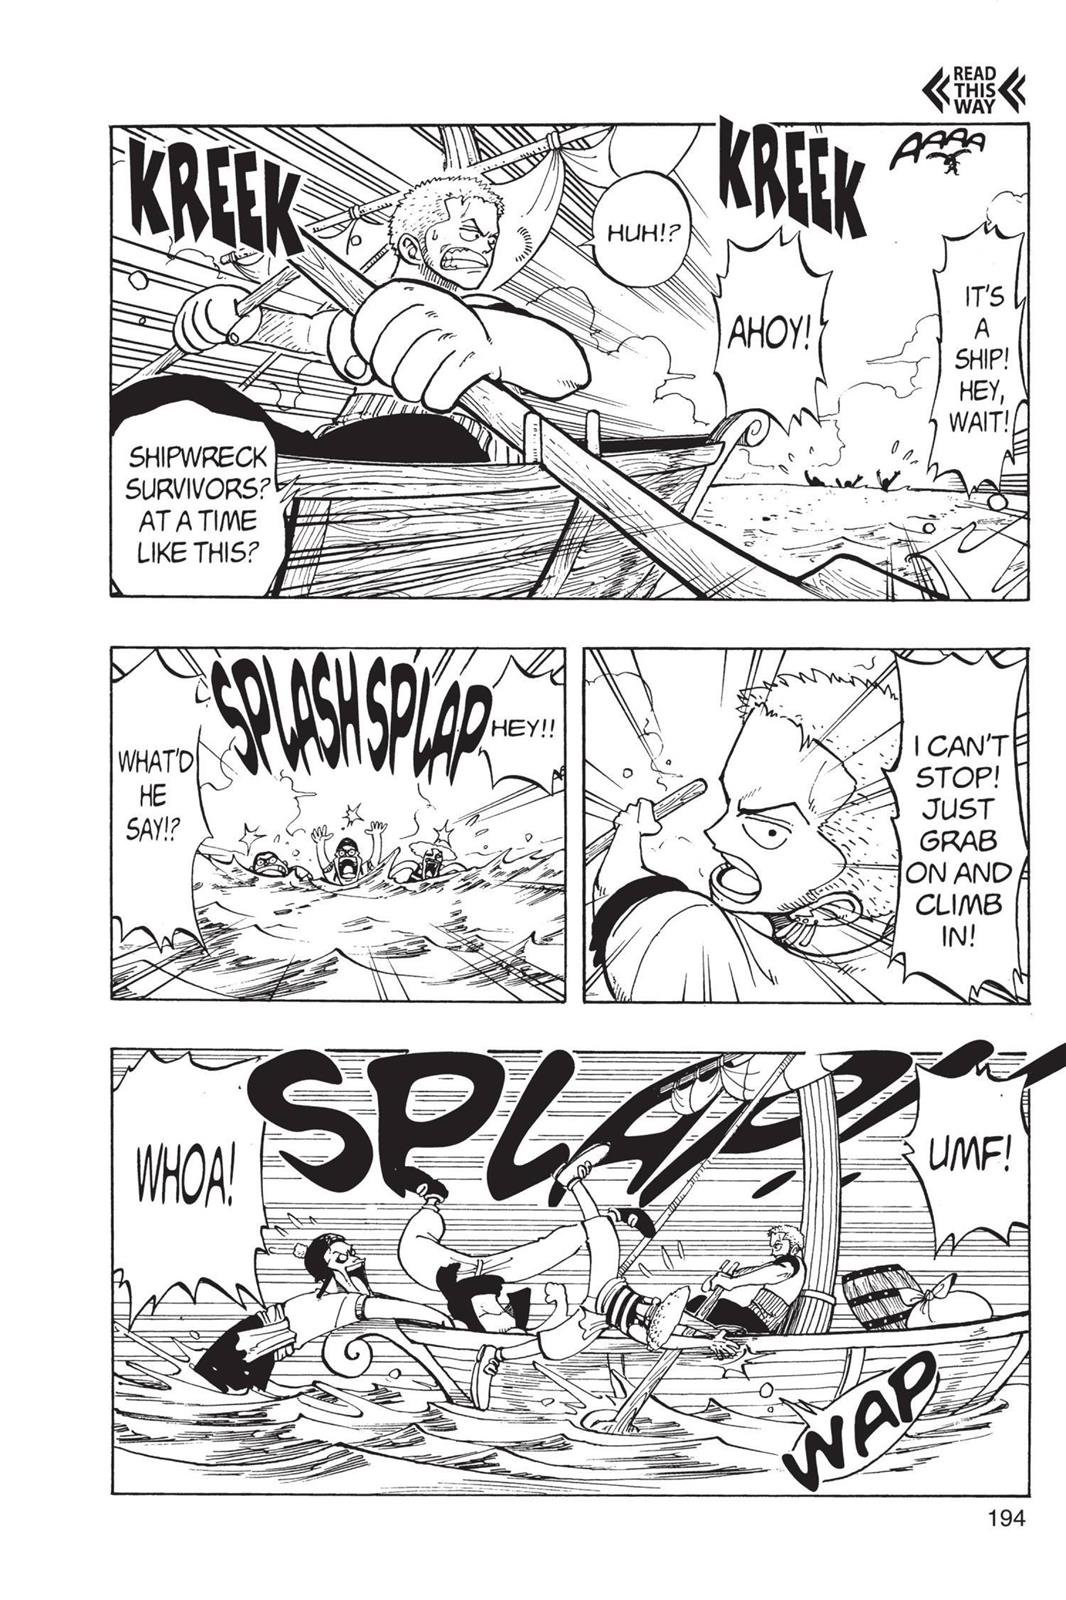 READ
THIS
WAY
AAAA
KREEK
IT'S
A
SHIP!
HEY,
WAIT!
AHOY!
HUH!?
KREEK
SHIPWRECK
SURVIVORS?
AT A TIME
LIKE THIS?
I CAN'T
STOP!
JUST
GRAB
ON AND
CLIMB
IN!
HEY!!
SPLASH SPLAP
WHAT'D
HE
SAY!?
UMF!
SPLAP!!
WHOA!
WAP
194